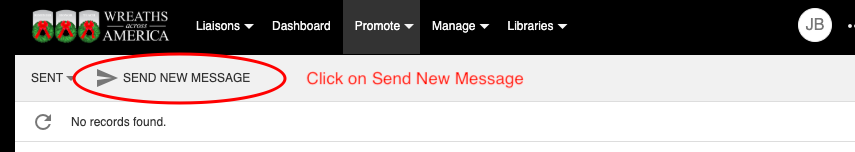 WREATHS
across
AMERICA
Liaisons Dashboard Promote Manage Libraries JB
SENT SEND NEW MESSAGE Click on Send New Message
No records found.